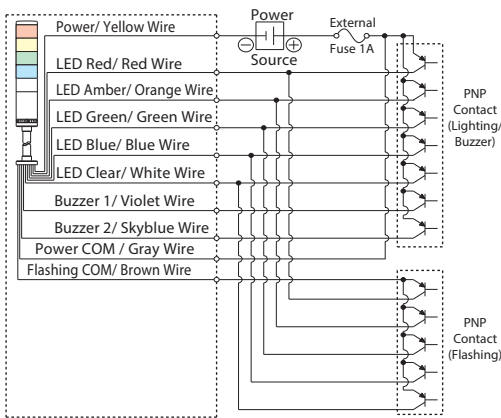 Power/ Yellow Wire
Power
Source
External
Fuse 1A
LED Red/ Red Wire
LED Amber/ Orange Wire
LED Green/ Green Wire
LED Blue/ Blue Wire
LED Clear/ White Wire
Buzzer 1/ Violet Wire
Buzzer 2/ Skyblue Wire
Power COM / Gray Wire
Flashing COM/ Brown Wire
PNP
Contact
(Lighting/
Buzzer)
PNP
Contact
(Flashing)